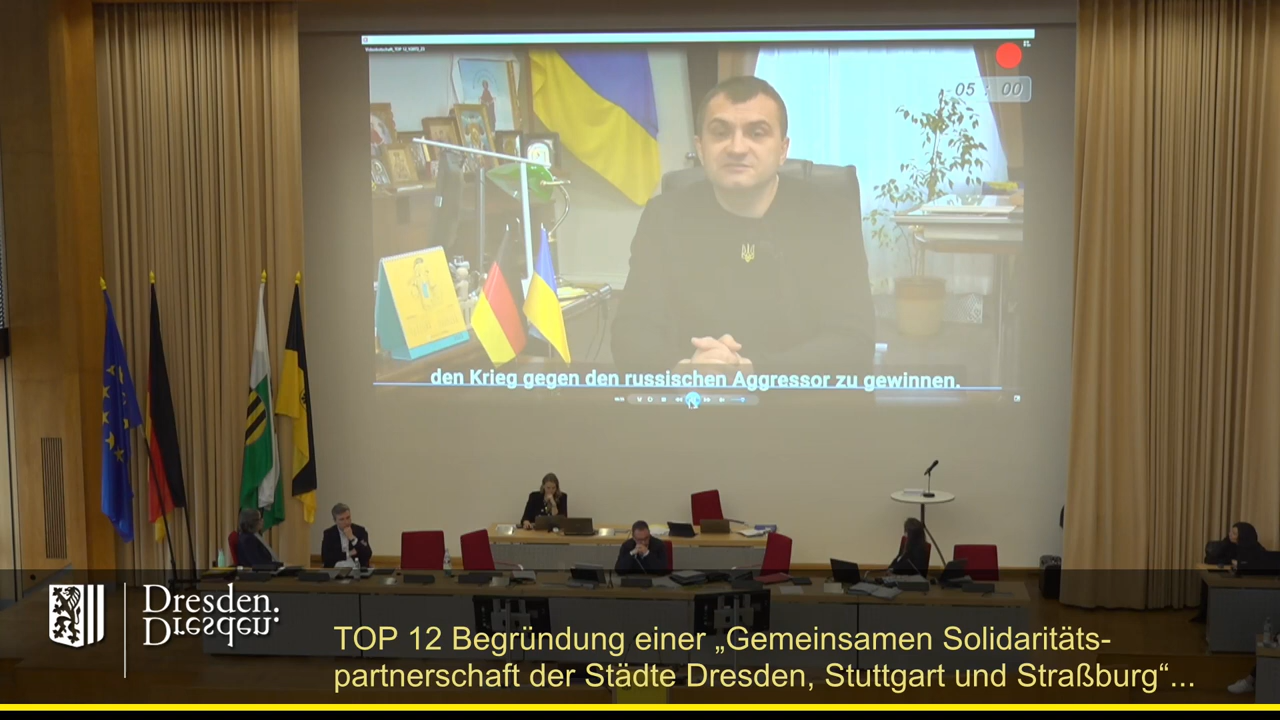 05 : 00
den Krieg gegen den russischen Aggressor zu gewinnen.
Dresden.
Dresden.
TOP 12 Begründung einer „Gemeinsamen Solidaritäts-
partnerschaft der Städte Dresden, Stuttgart und Straßburg“...